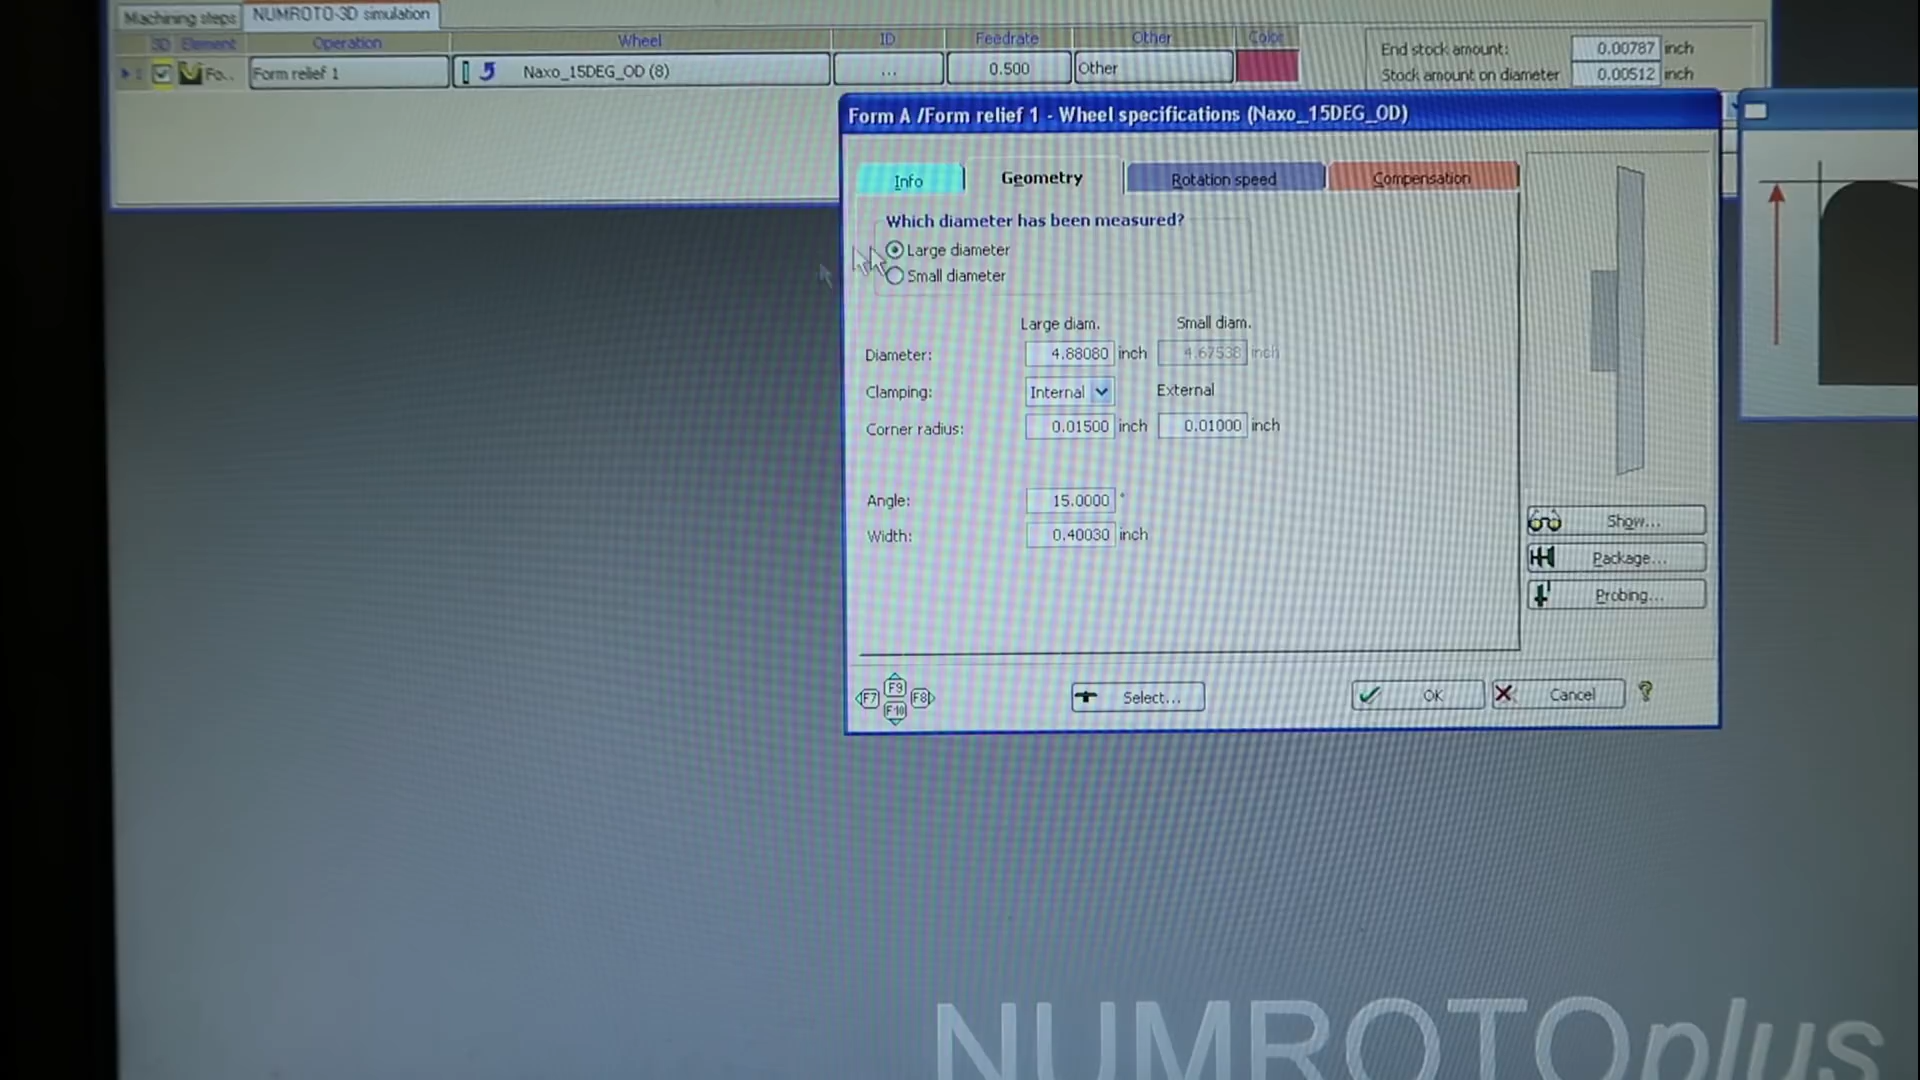 Machining steps NUMROTO-3D simulation
3D Element Operation Wheel ID Feedrate Other Color
1 Fo.. Form relief 1 Naxo_15DEG_OD (8) ... 0.500 Other
End stock amount: 0.00787 inch
Stock amount on diameter 0.00512 inch
Form A /Form relief 1 - Wheel specifications (Naxo_15DEG_OD)
Info Geometry Rotation speed Compensation
Which diameter has been measured?
Large diameter
Small diameter
Large diam. Small diam.
Diameter: 4.88080 inch 4.67538 inch
Clamping: Internal External
Corner radius: 0.01500 inch 0.01000 inch
Angle: 15.0000 °
Width: 0.40030 inch
Show...
Package...
Probing...
F9
F7 F8
F10
Select... OK Cancel ?
NUMROTOplus